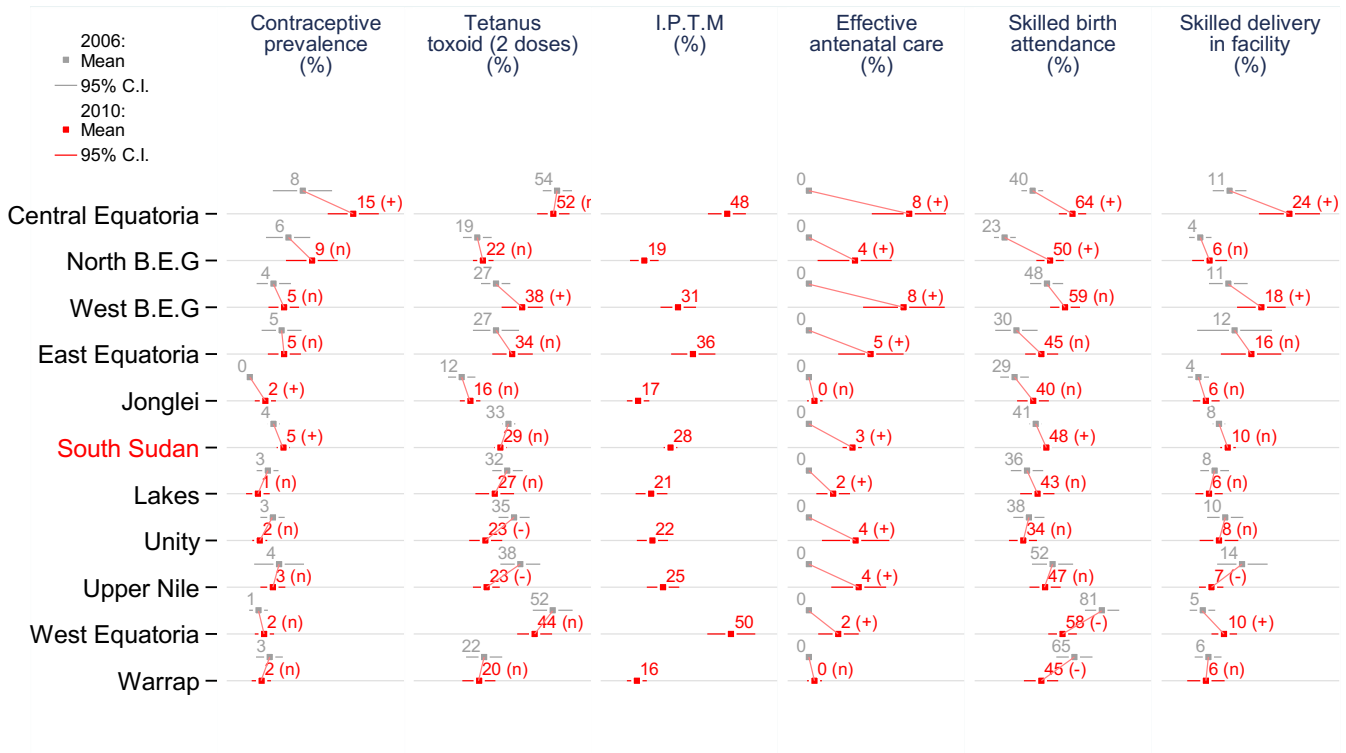 Contraceptive
prevalence
(%)
Tetanus
toxoid (2 doses)
(%)
I.P.T.M
(%)
Effective
antenatal care
(%)
Skilled birth
attendance
(%)
Skilled delivery
in facility
(%)
2006:
Mean
95% C.I.
2010:
Mean
95% C.I.
8 54 0 40 11
Central Equatoria 15 (+) 52 (r 48 8 (+) 64 (+) 24 (+)
6 19 0 23 4
North B.E.G 9 (n) 22 (n) 19 4 (+) 50 (+) 6 (n)
4 27 0 48 11
West B.E.G 5 (n) 38 (+) 31 8 (+) 59 (n) 18 (+)
5 27 0 30 12
East Equatoria 5 (n) 34 (n) 36 5 (+) 45 (n) 16 (n)
0 12 0 29 4
Jonglei 2 (+) 16 (n) 17 0 (n) 40 (n) 6 (n)
4 33 0 41 8
South Sudan 5 (+) 29 (n) 28 3 (+) 48 (+) 10 (n)
3 32 0 36 8
Lakes 1 (n) 27 (n) 21 2 (+) 43 (n) 6 (n)
3 35 0 38 10
Unity 2 (n) 23 (-) 22 4 (+) 34 (n) 8 (n)
4 38 0 52 14
Upper Nile 3 (n) 23 (-) 25 4 (+) 47 (n) 7 (-)
1 52 0 81 5
West Equatoria 2 (n) 44 (n) 50 2 (+) 58 (-) 10 (+)
3 22 0 65 6
Warrap 2 (n) 20 (n) 16 0 (n) 45 (-) 6 (n)